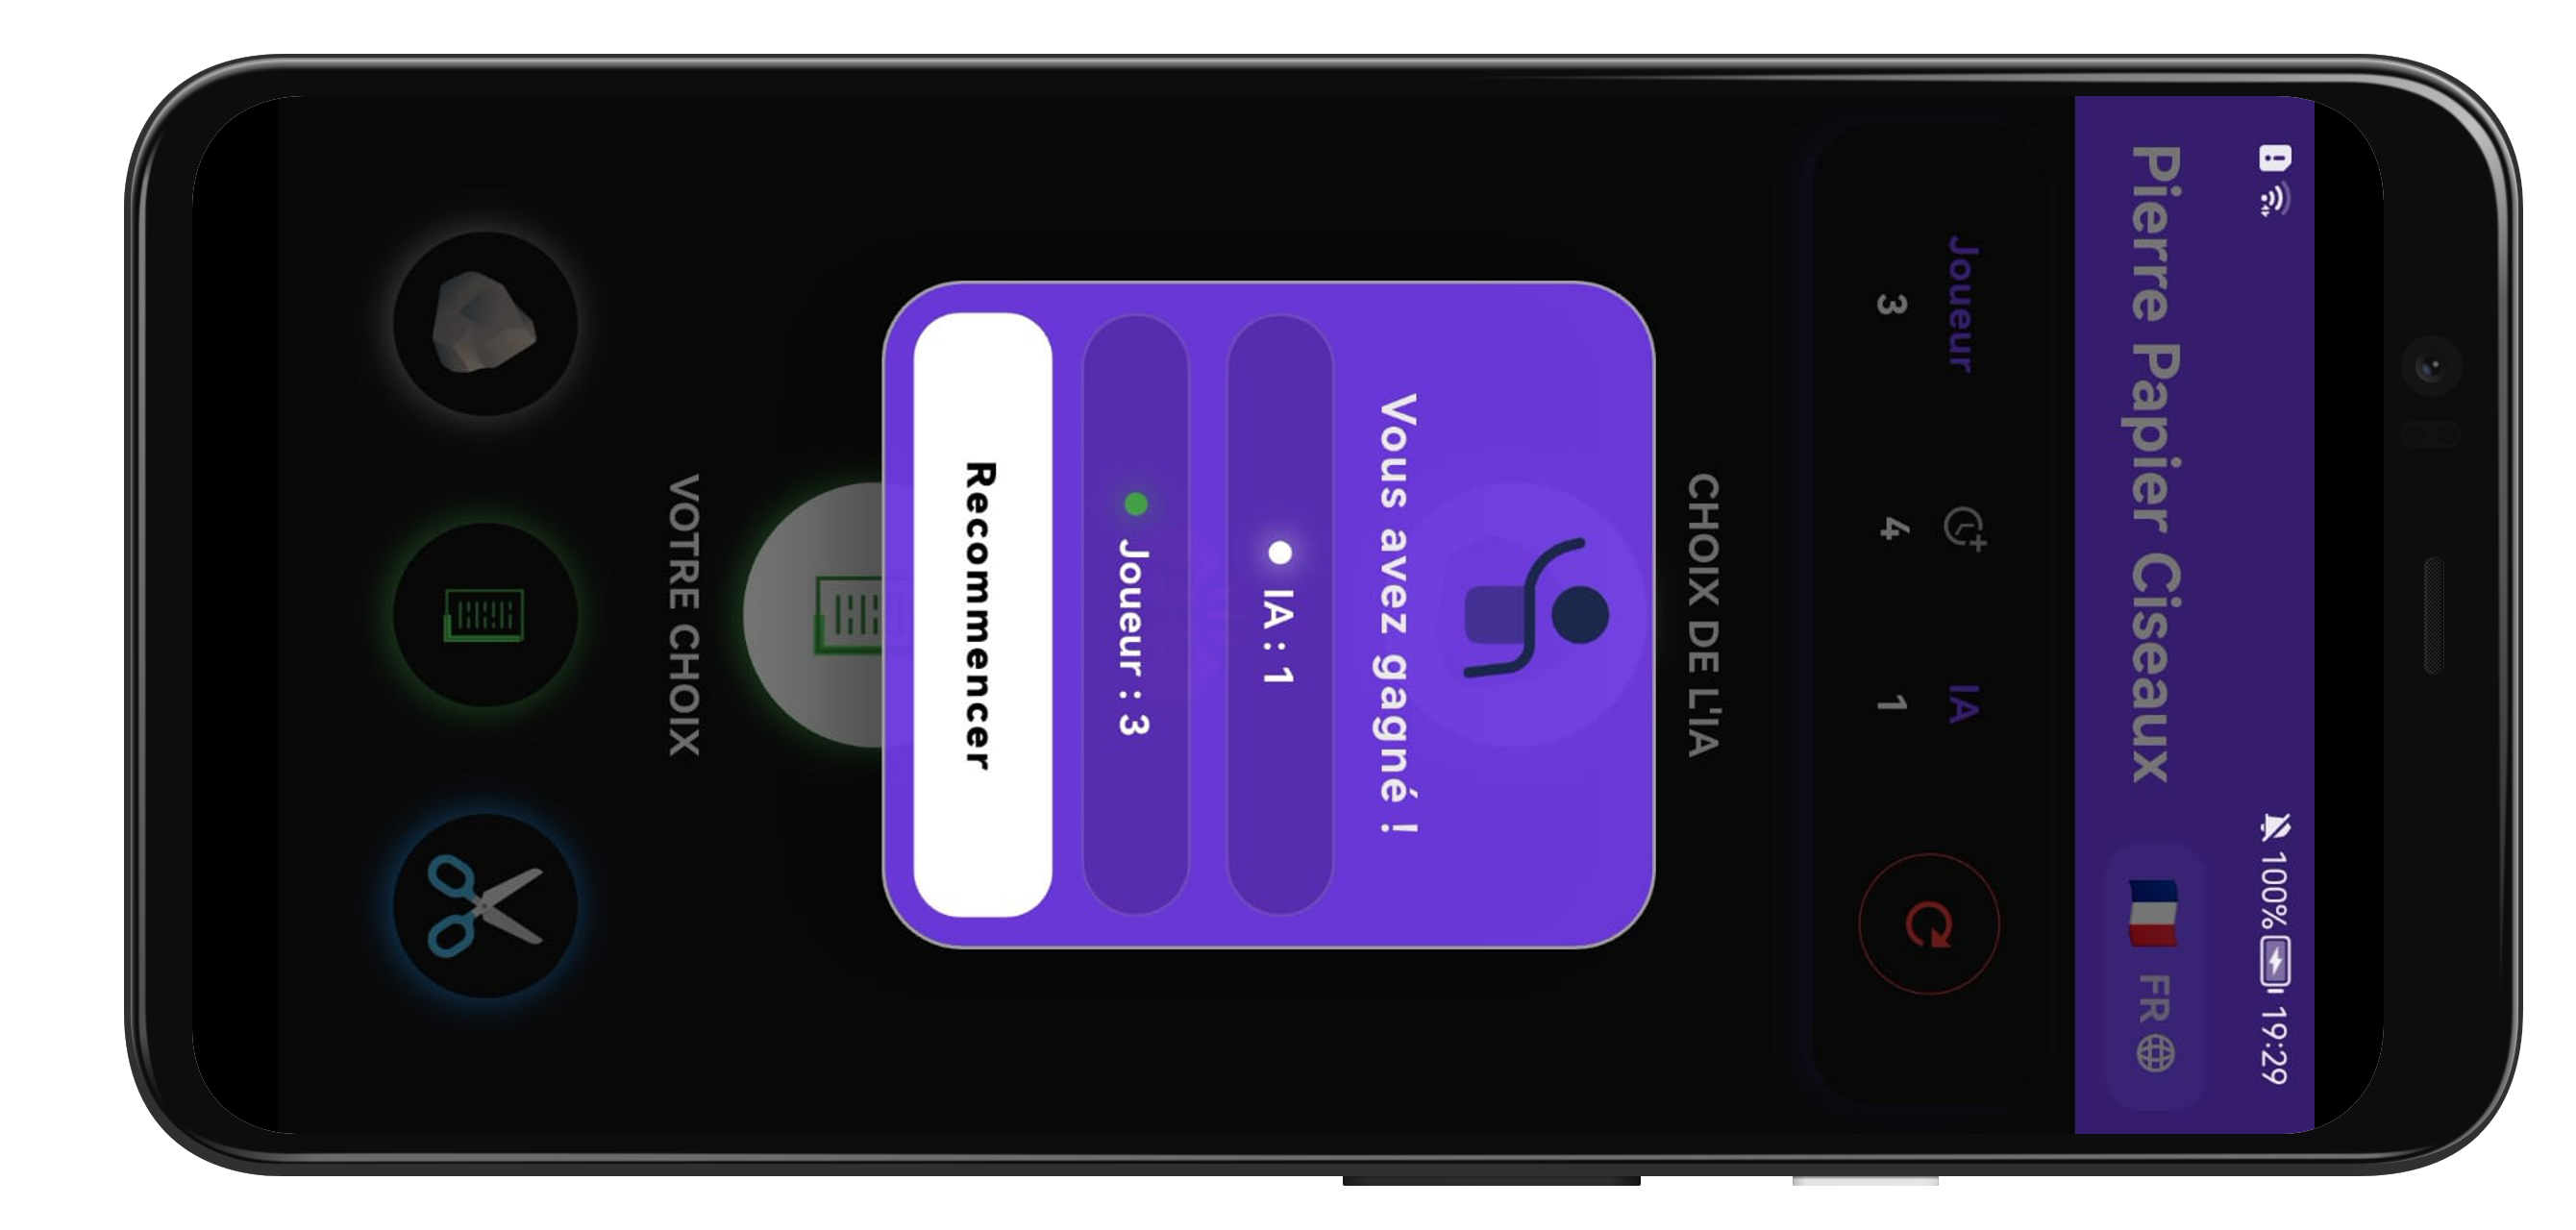 100% 19:29
Pierre Papier Ciseaux
FR
Joueur
IA
3
4
1
CHOIX DE L'IA
Vous avez gagné !
IA : 1
Joueur : 3
Recommencer
VOTRE CHOIX